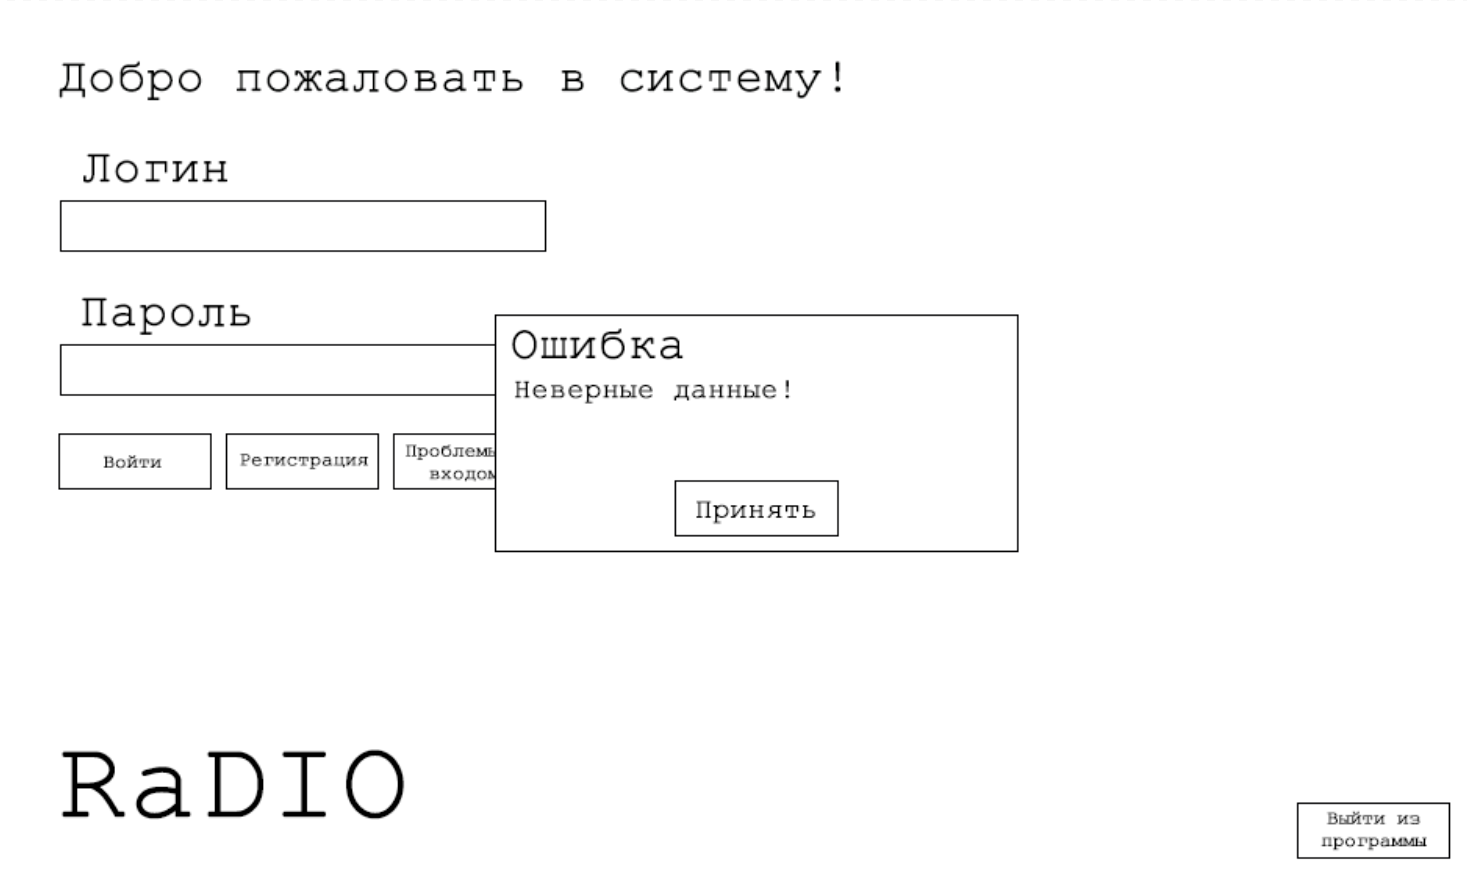 Добро пожаловать в систему!
Логин
Пароль
Ошибка
Неверные данные!
Принять
Войти
Регистрация
RaDIO
Выйти из
программы